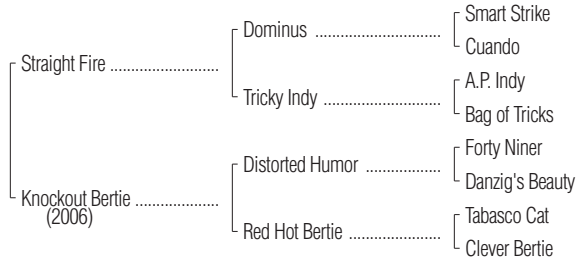 Smart Strike
Dominus ....................
Cuando
Straight Fire ....................
A.P. Indy
Tricky Indy ....................
Bag of Tricks
Forty Niner
Distorted Humor .............
Danzig's Beauty
Knockout Bertie ...............
(2006)
Tabasco Cat
Red Hot Bertie ................
Clever Bertie